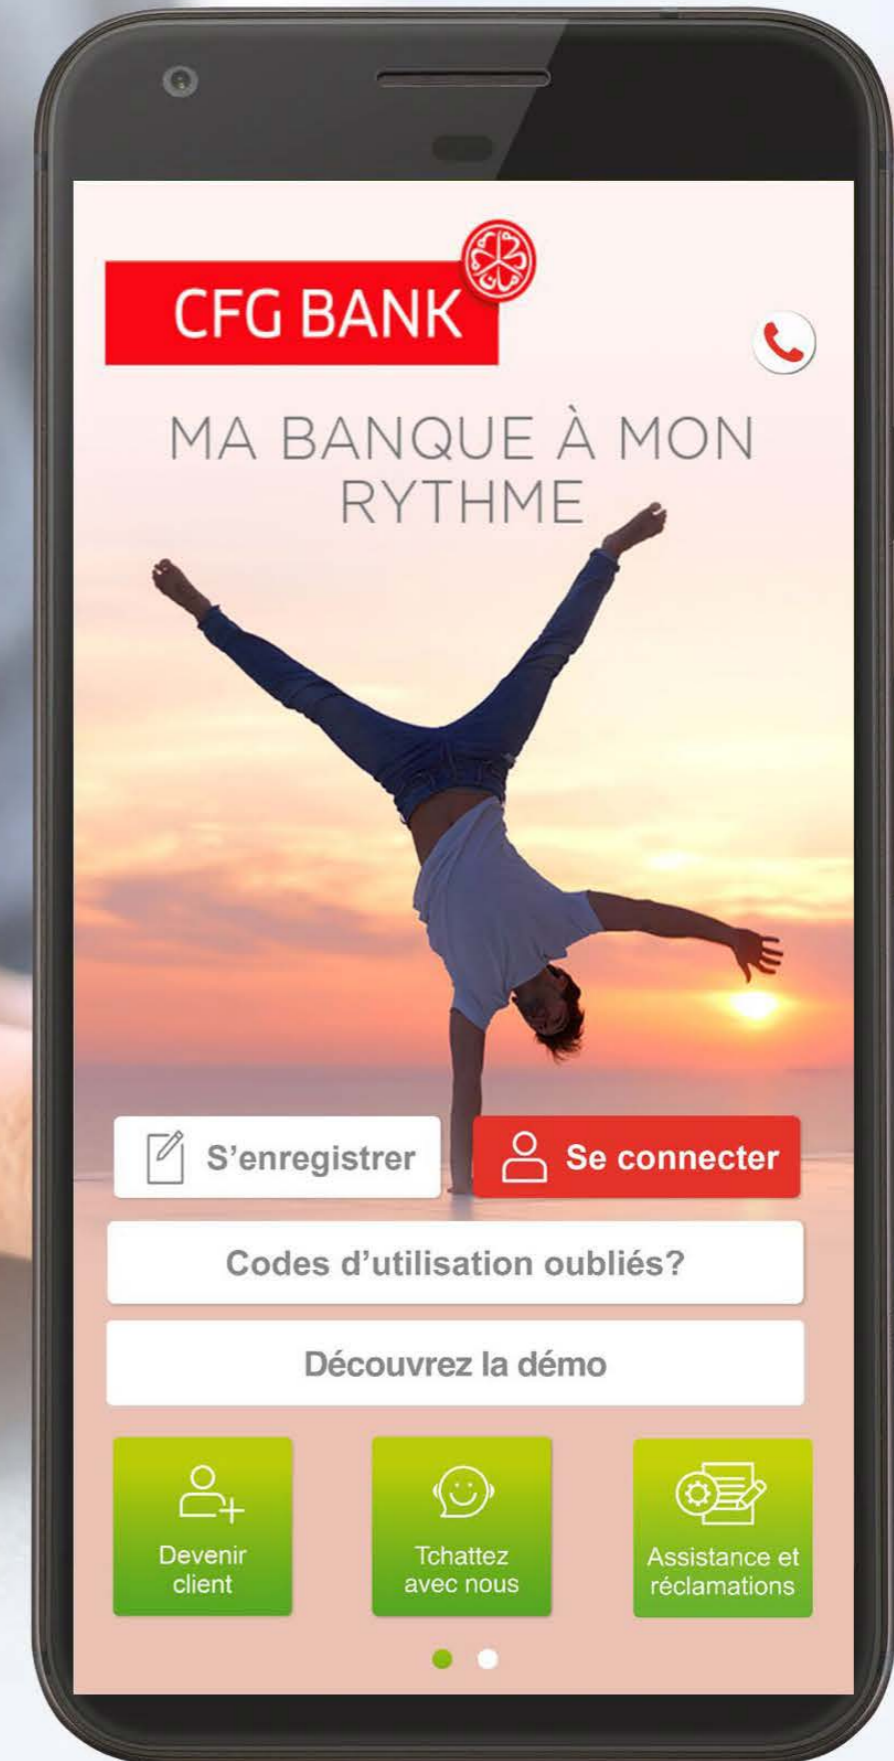 CFG BANK
MA BANQUE À MON
RYTHME
S’enregistrer
Se connecter
Codes d’utilisation oubliés?
Découvrez la démo
Devenir
client
Tchattez
avec nous
Assistance et
réclamations